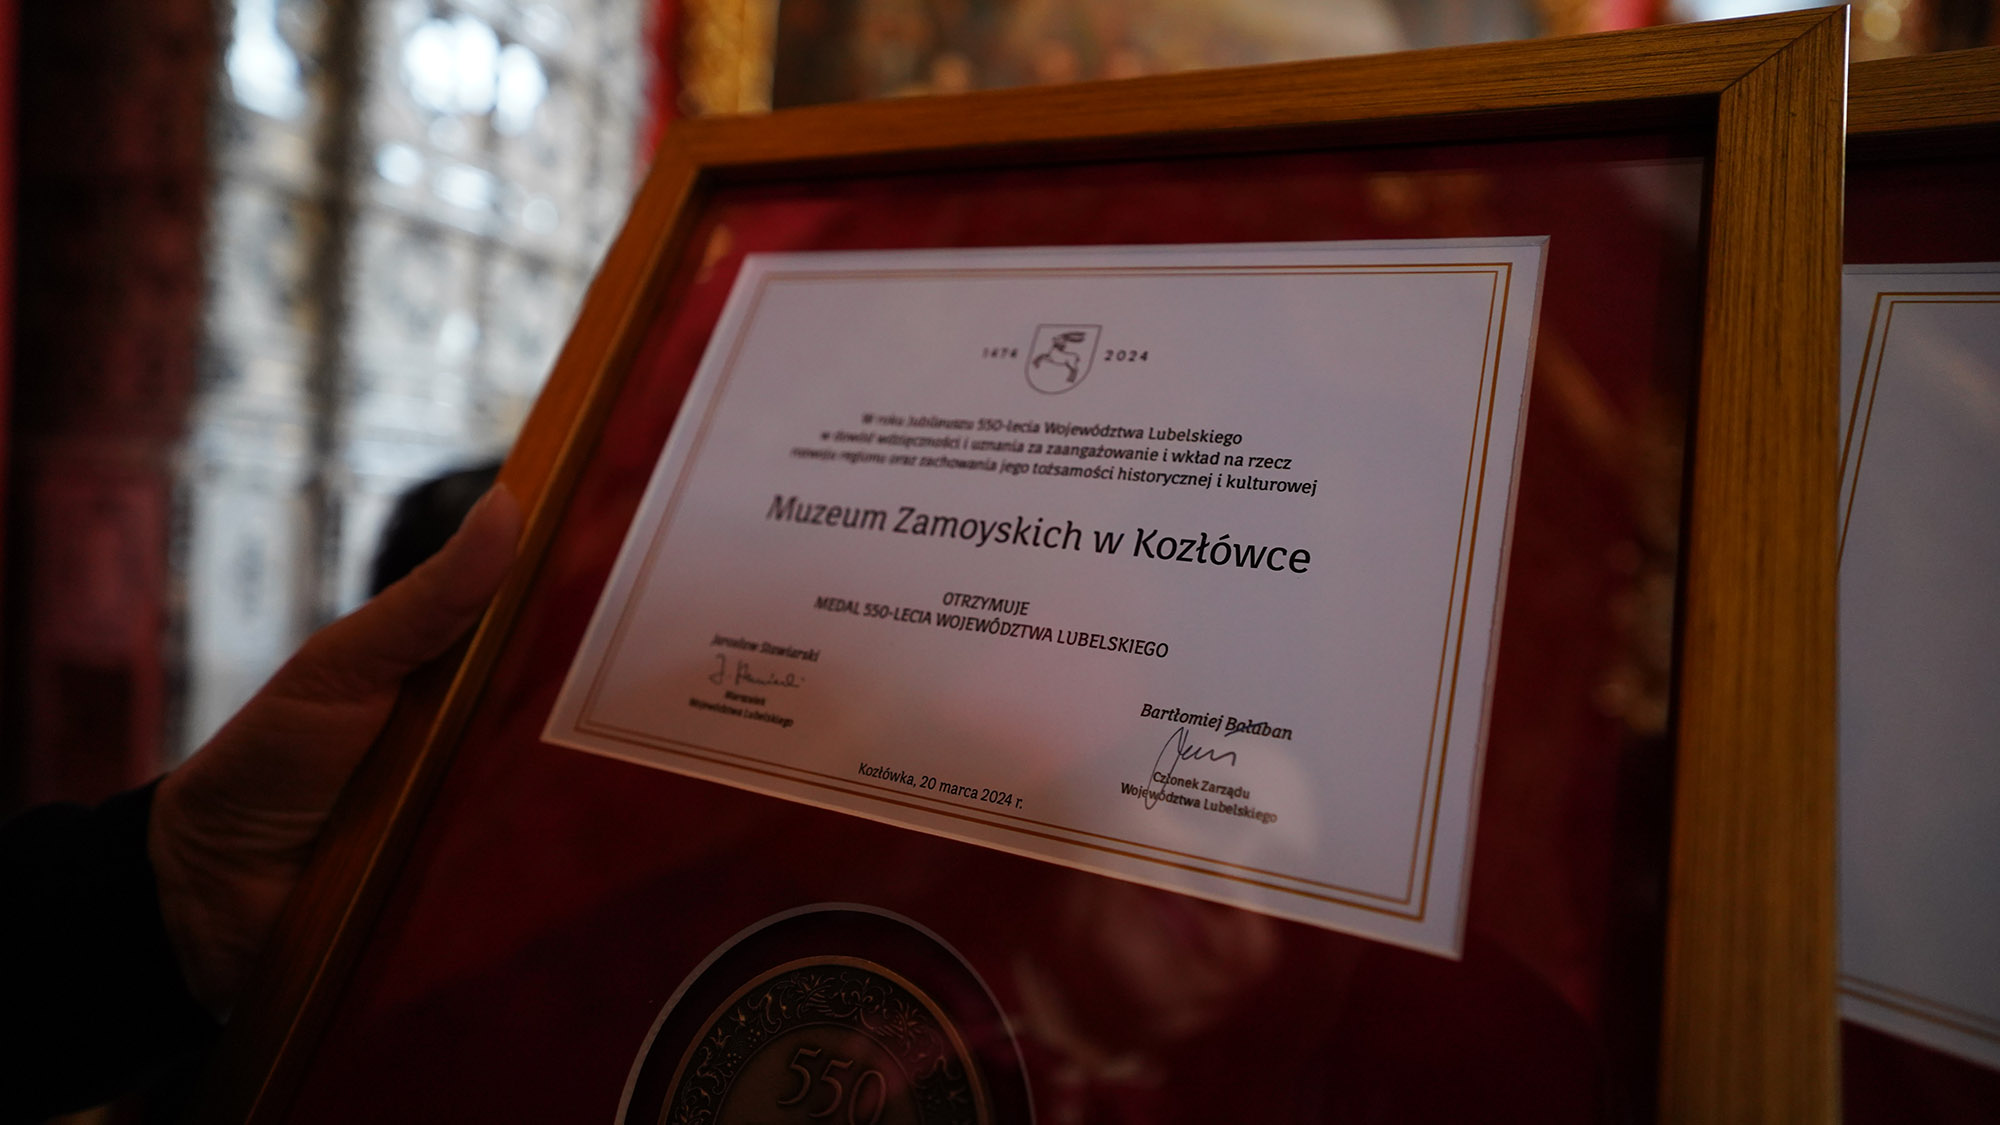 1474 2024
W roku Jubileuszu 550-lecia Województwa Lubelskiego
w dowód wdzięczności i uznania za zaangażowanie i wkład na rzecz
rozwoju regionu oraz zachowania jego tożsamości historycznej i kulturowej
Muzeum Zamoyskich w Kozłówce
OTRZYMUJE
MEDAL 550-LECIA WOJEWÓDZTWA LUBELSKIEGO
Jarosław Stawiarski
Marszałek
Województwa Lubelskiego
Bartłomiej Bałaban
Członek Zarządu
Województwa Lubelskiego
Kozłówka, 20 marca 2024 r.
550